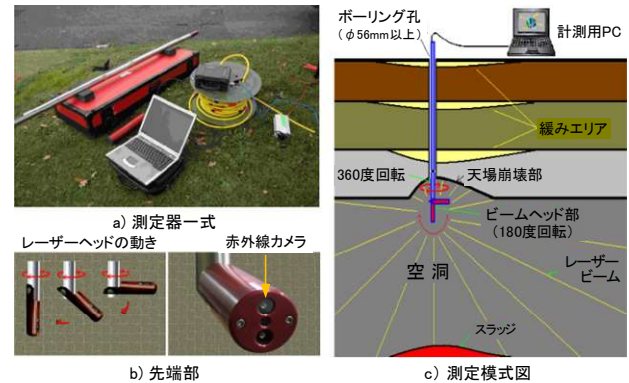 a) 測定器一式
レーザーヘッドの動き
赤外線カメラ
b) 先端部
ボーリング孔
(φ56mm以上)
計測用PC
緩みエリア
360度回転
天場崩壊部
ビームヘッド部
(180度回転)
空洞
レーザー
ビーム
スラッジ
c) 測定模式図